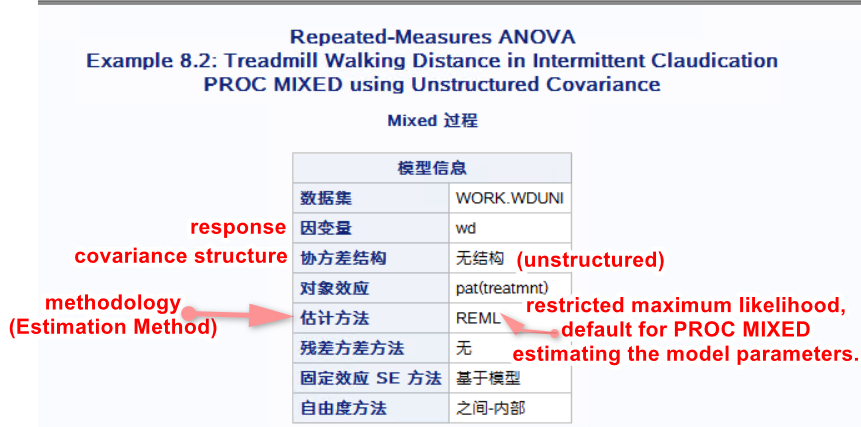 Repeated-Measures ANOVA
Example 8.2: Treadmill Walking Distance in Intermittent Claudication
PROC MIXED using Unstructured Covariance
Mixed 过程
模型信息
数据集 WORK.WDUNI
response 因变量 wd
covariance structure 协方差结构 无结构 (unstructured)
对象效应 pat(treatmnt)
methodology
(Estimation Method)
估计方法 REML
restricted maximum likelihood,
default for PROC MIXED
estimating the model parameters.
残差方差方法 无
固定效应 SE 方法 基于模型
自由度方法 之间-内部